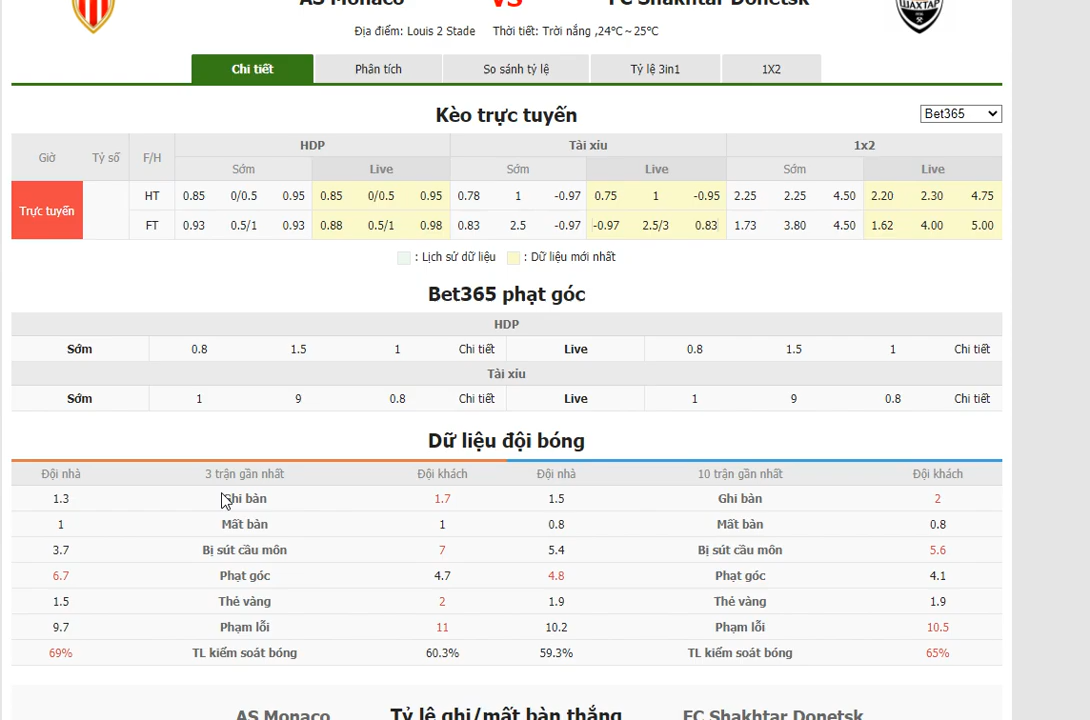 AS Monaco VS FC Shakhtar Donetsk
ШАХТАР
Địa điểm: Louis 2 Stade Thời tiết: Trời nắng ,24℃～25℃
Chi tiết Phân tích So sánh tỷ lệ Tỷ lệ 3in1 1X2
Kèo trực tuyến Bet365
Giờ Tỷ số F/H HDP Tài xỉu 1x2
Sớm Live Sớm Live Sớm Live
Trực tuyến
HT 0.85 0/0.5 0.95 0.85 0/0.5 0.95 0.78 1 -0.97 0.75 1 -0.95 2.25 2.25 4.50 2.20 2.30 4.75
FT 0.93 0.5/1 0.93 0.88 0.5/1 0.98 0.83 2.5 -0.97 -0.97 2.5/3 0.83 1.73 3.80 4.50 1.62 4.00 5.00
: Lịch sử dữ liệu : Dữ liệu mới nhất
Bet365 phạt góc
HDP
Sớm 0.8 1.5 1 Chi tiết Live 0.8 1.5 1 Chi tiết
Tài xỉu
Sớm 1 9 0.8 Chi tiết Live 1 9 0.8 Chi tiết
Dữ liệu đội bóng
Đội nhà 3 trận gần nhất Đội khách Đội nhà 10 trận gần nhất Đội khách
1.3 Ghi bàn 1.7 1.5 Ghi bàn 2
1 Mất bàn 1 0.8 Mất bàn 0.8
3.7 Bị sút cầu môn 7 5.4 Bị sút cầu môn 5.6
6.7 Phạt góc 4.7 4.8 Phạt góc 4.1
1.5 Thẻ vàng 2 1.9 Thẻ vàng 1.9
9.7 Phạm lỗi 11 10.2 Phạm lỗi 10.5
69% TL kiểm soát bóng 60.3% 59.3% TL kiểm soát bóng 65%
AS Monaco Tỷ lệ ghi/mất bàn thắng FC Shakhtar Donetsk